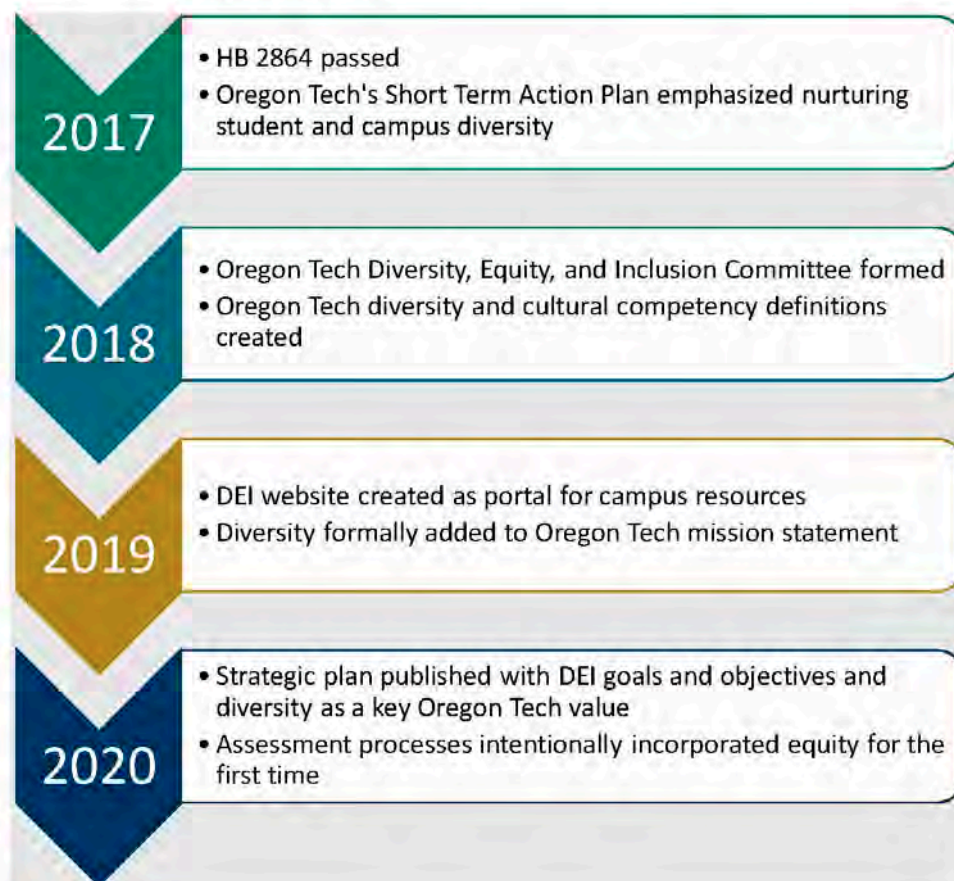 2017
• HB 2864 passed
• Oregon Tech's Short Term Action Plan emphasized nurturing
student and campus diversity
2018
• Oregon Tech Diversity, Equity, and Inclusion Committee formed
• Oregon Tech diversity and cultural competency definitions
created
2019
• DEI website created as portal for campus resources
• Diversity formally added to Oregon Tech mission statement
2020
• Strategic plan published with DEI goals and objectives and
diversity as a key Oregon Tech value
• Assessment processes intentionally incorporated equity for the
first time